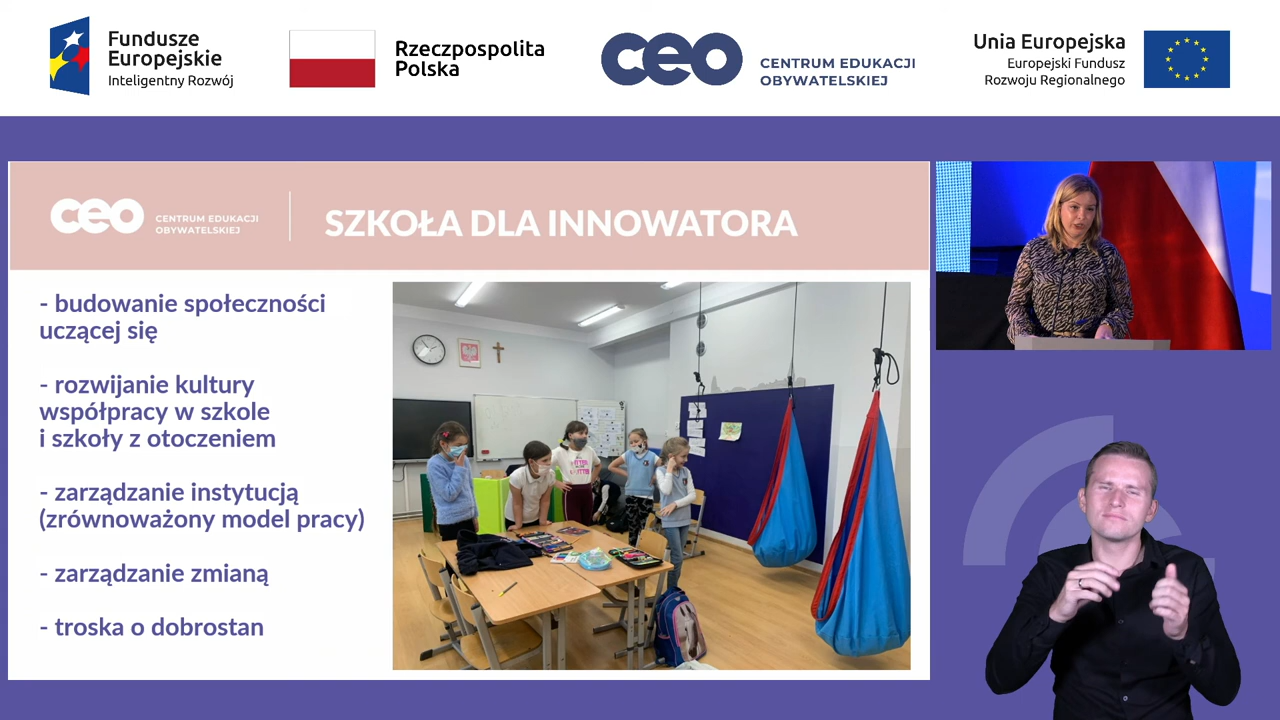 Fundusze
Europejskie
Inteligentny Rozwój
Rzeczpospolita
Polska
ceo
CENTRUM EDUKACJI
OBYWATELSKIEJ
Unia Europejska
Europejski Fundusz
Rozwoju Regionalnego
ceo
CENTRUM EDUKACJI
OBYWATELSKIEJ
SZKOŁA DLA INNOWATORA
- budowanie społeczności
uczącej się
- rozwijanie kultury
współpracy w szkole
i szkoły z otoczeniem
- zarządzanie instytucją
(zrównoważony model pracy)
- zarządzanie zmianą
- troska o dobrostan